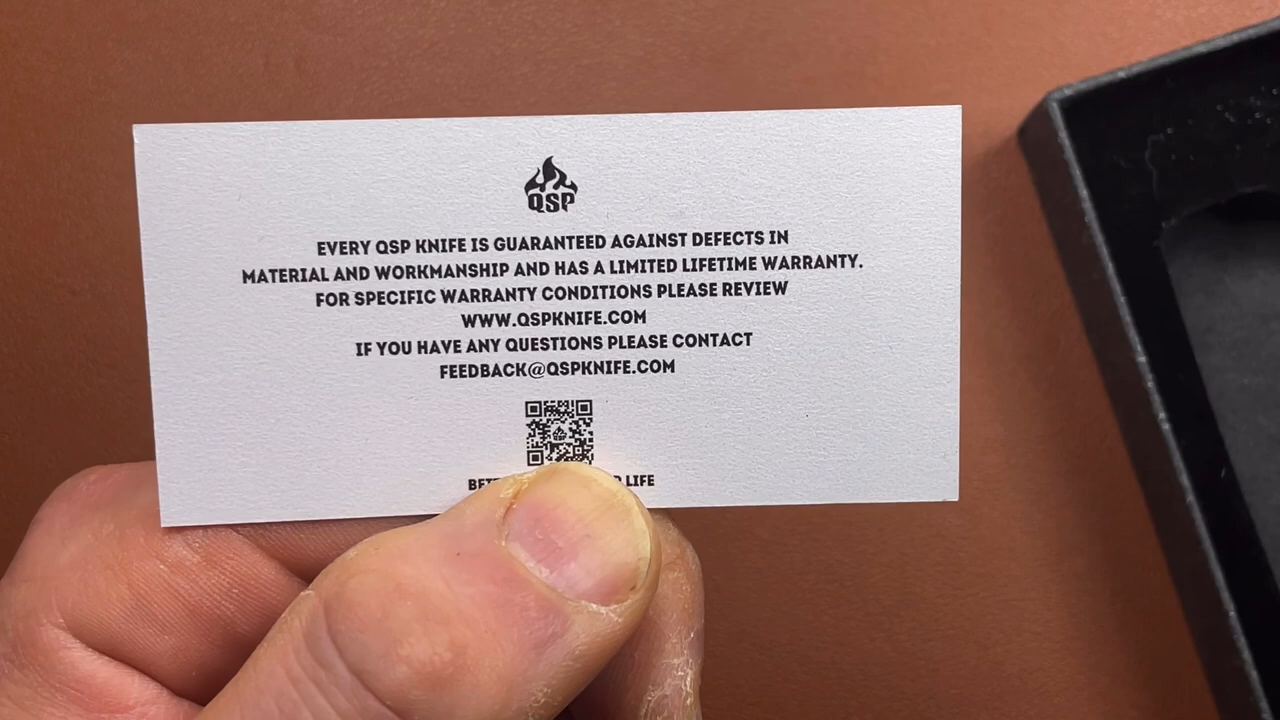 QSP
EVERY QSP KNIFE IS GUARANTEED AGAINST DEFECTS IN
MATERIAL AND WORKMANSHIP AND HAS A LIMITED LIFETIME WARRANTY.
FOR SPECIFIC WARRANTY CONDITIONS PLEASE REVIEW
WWW.QSPKNIFE.COM
IF YOU HAVE ANY QUESTIONS PLEASE CONTACT
FEEDBACK@QSPKNIFE.COM
LIFE